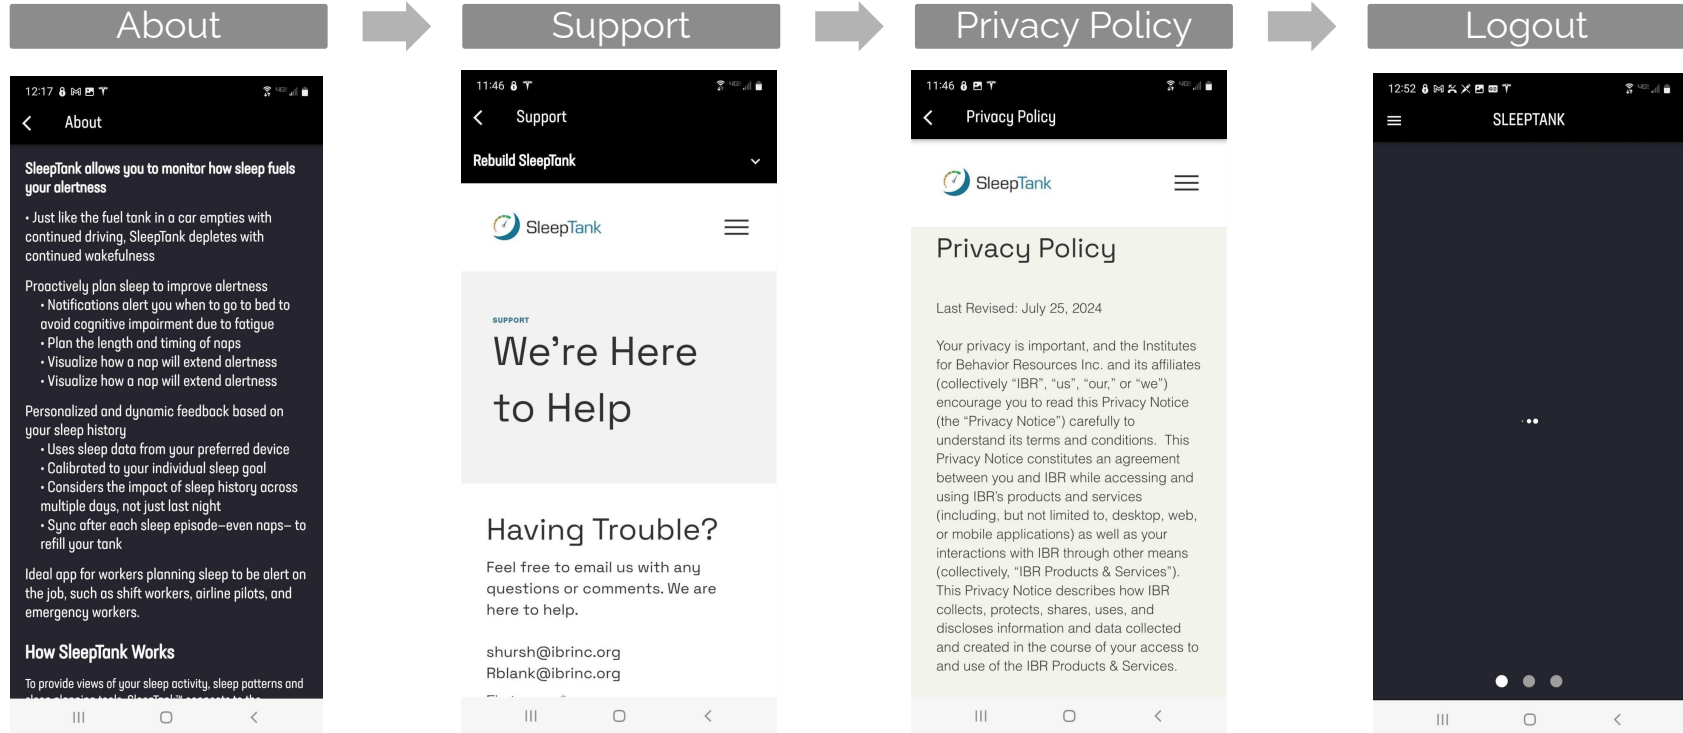 About
Support
Privacy Policy
Logout
12:17
About
SleepTank allows you to monitor how sleep fuels
your alertness
• Just like the fuel tank in a car empties with
continued driving, SleepTank depletes with
continued wakefulness
Proactively plan sleep to improve alertness
• Notifications alert you when to go to bed to
avoid cognitive impairment due to fatigue
• Plan the length and timing of naps
• Visualize how a nap will extend alertness
• Visualize how a nap will extend alertness
Personalized and dynamic feedback based on
your sleep history
• Uses sleep data from your preferred device
• Calibrated to your individual sleep goal
• Considers the impact of sleep history across
multiple days, not just last night
• Sync after each sleep episode–even naps– to
refill your tank
Ideal app for workers planning sleep to be alert on
the job, such as shift workers, airline pilots, and
emergency workers.
How SleepTank Works
To provide views of your sleep activity, sleep patterns and
11:46
Support
Rebuild SleepTank
SleepTank
SUPPORT
We're Here
to Help
Having Trouble?
Feel free to email us with any
questions or comments. We are
here to help.
shursh@ibrinc.org
Rblank@ibrinc.org
11:46
Privacy Policy
SleepTank
Privacy Policy
Last Revised: July 25, 2024
Your privacy is important, and the Institutes
for Behavior Resources Inc. and its affiliates
(collectively “IBR”, “us”, “our,” or “we”)
encourage you to read this Privacy Notice
(the “Privacy Notice”) carefully to
understand its terms and conditions.  This
Privacy Notice constitutes an agreement
between you and IBR while accessing and
using IBR's products and services
(including, but not limited to, desktop, web,
or mobile applications) as well as your
interactions with IBR through other means
(collectively, “IBR Products & Services”).
This Privacy Notice describes how IBR
collects, protects, shares, uses, and
discloses information and data collected
and created in the course of your access to
and use of the IBR Products & Services.
12:52
SLEEPTANK